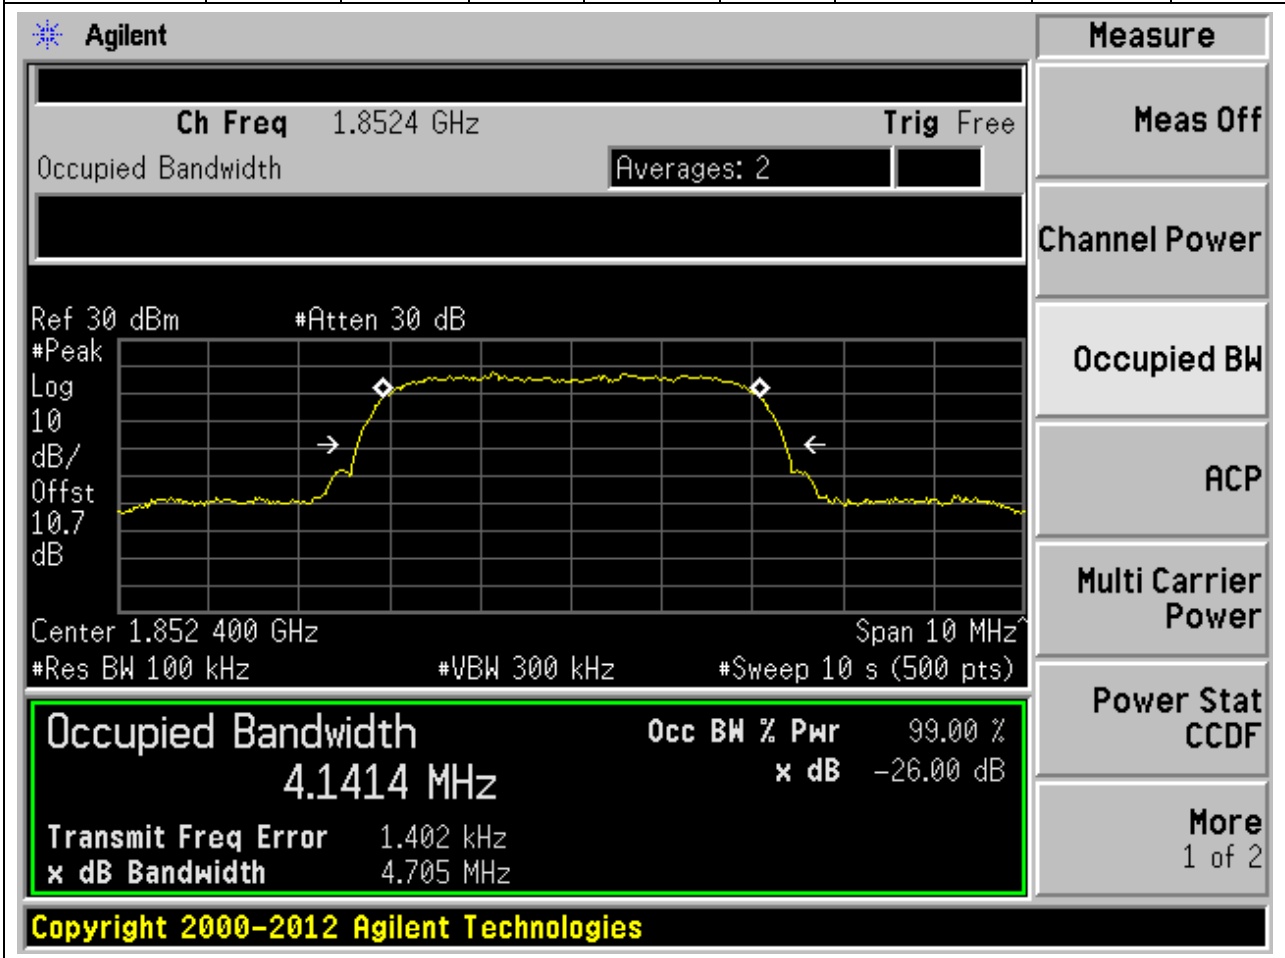 Agilent
Measure
Ch Freq 1.8524 GHz Trig Free
Meas Off
Occupied Bandwidth Averages: 2
Channel Power
Ref 30 dBm #Atten 30 dB
#Peak
Log
10
dB/
Offst
10.7
dB
Occupied BW
ACP
Multi Carrier
Power
Center 1.852 400 GHz Span 10 MHz^
#Res BW 100 kHz #VBW 300 kHz #Sweep 10 s (500 pts)
Power Stat
CCDF
Occupied Bandwidth Occ BW % Pwr 99.00 %
4.1414 MHz x dB -26.00 dB
Transmit Freq Error 1.402 kHz
x dB Bandwidth 4.705 MHz
More
1 of 2
Copyright 2000-2012 Agilent Technologies